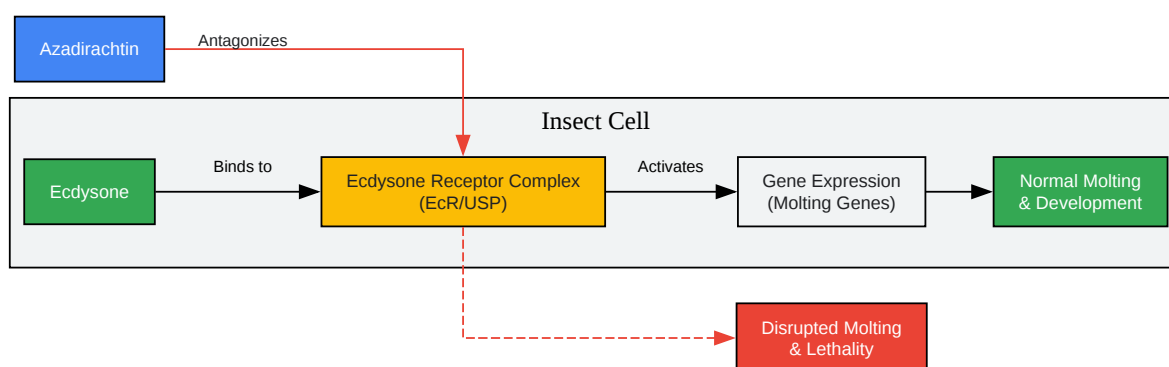 Azadirachtin
Antagonizes
Insect Cell
Ecdysone
Binds to
Ecdysone Receptor Complex
(EcR/USP)
Activates
Gene Expression
(Molting Genes)
Normal Molting
& Development
Disrupted Molting
& Lethality